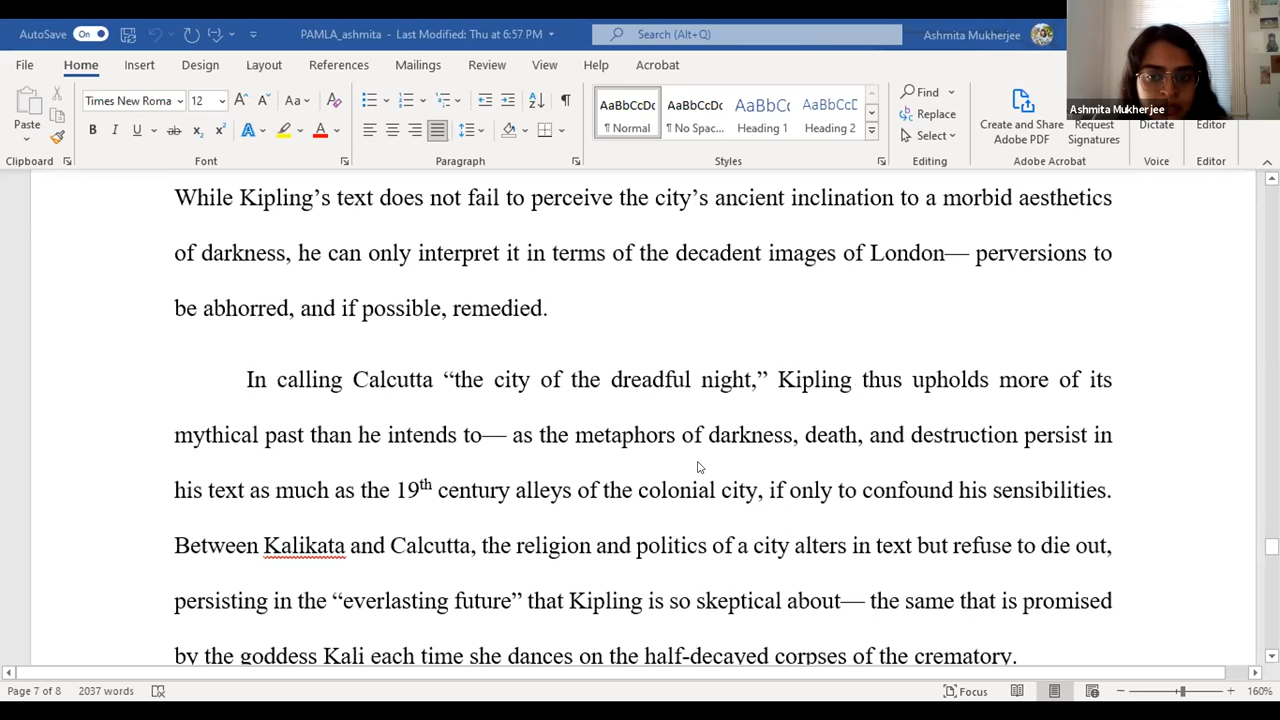 AutoSave On PAMLA_ashmita - Last Modified: Thu at 6:57 PM Search (Alt+Q) Ashmita Mukherjee
File Home Insert Design Layout References Mailings Review View Help Acrobat
Ashmita Mukherjee
Paste
Clipboard
Times New Roma 12 Aa
B I U ab x₂ x² A A
Font
Paragraph
AaBbCcDc AaBbCcDc AaBbCcD AaBbCcD
¶ Normal ¶ No Spac... Heading 1 Heading 2
Styles
Find
Replace
Select
Editing
Create and Share Adobe PDF
Request Signatures
Adobe Acrobat
Dictate
Voice
Editor
Editor
While Kipling’s text does not fail to perceive the city’s ancient inclination to a morbid aesthetics
of darkness, he can only interpret it in terms of the decadent images of London— perversions to
be abhorred, and if possible, remedied.
In calling Calcutta “the city of the dreadful night,” Kipling thus upholds more of its
mythical past than he intends to— as the metaphors of darkness, death, and destruction persist in
his text as much as the 19th century alleys of the colonial city, if only to confound his sensibilities.
Between Kalikata and Calcutta, the religion and politics of a city alters in text but refuse to die out,
persisting in the “everlasting future” that Kipling is so skeptical about— the same that is promised
by the goddess Kali each time she dances on the half-decayed corpses of the crematory.
Page 7 of 8 2037 words Focus 160%